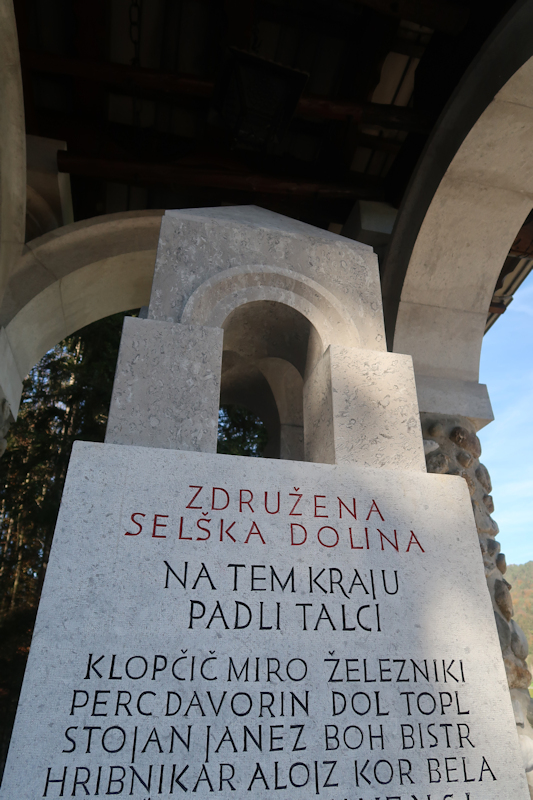 ZDRUŽENA
SELŠKA DOLINA
NA TEM KRAJU
PADLI TALCI
KLOPČIČ MIRO ŽELEZNIKI
PERC DAVORIN DOL TOPL
STOJAN JANEZ BOH BISTR
HRIBNIKAR ALOJZ KOR BELA